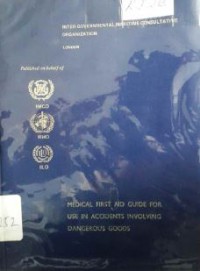 INTER-GOVERNMENTAL MARITIME CONSULTATIVE
ORGANIZATION
LONDON
Published on behalf of
IMCO
WHO
ILO
MEDICAL FIRST AID GUIDE FOR
USE IN ACCIDENTS INVOLVING
DANGEROUS GOODS